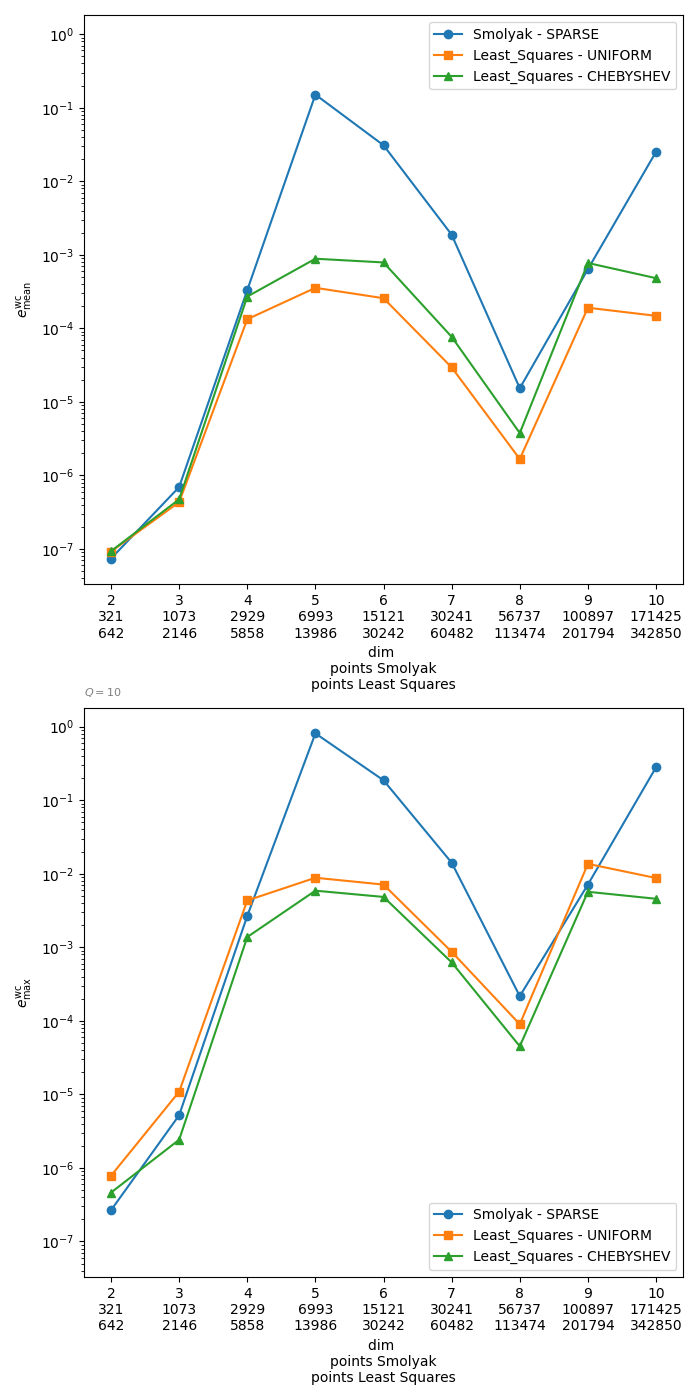 10^0
10^-1
10^-2
10^-3
10^-4
10^-5
10^-6
10^-7
e^wc_mean
Smolyak - SPARSE
Least_Squares - UNIFORM
Least_Squares - CHEBYSHEV
2 3 4 5 6 7 8 9 10
321 1073 2929 6993 15121 30241 56737 100897 171425
642 2146 5858 13986 30242 60482 113474 201794 342850
dim
points Smolyak
points Least Squares
Q = 10
10^0
10^-1
10^-2
10^-3
10^-4
10^-5
10^-6
10^-7
e^wc_max
Smolyak - SPARSE
Least_Squares - UNIFORM
Least_Squares - CHEBYSHEV
2 3 4 5 6 7 8 9 10
321 1073 2929 6993 15121 30241 56737 100897 171425
642 2146 5858 13986 30242 60482 113474 201794 342850
dim
points Smolyak
points Least Squares